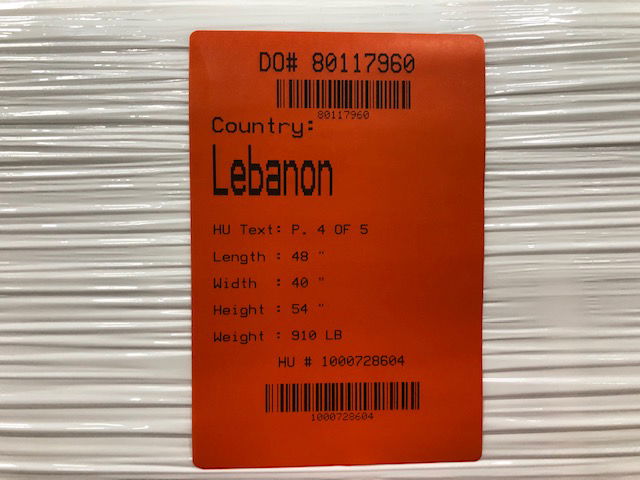 DO# 80117960
80117960
Country:
Lebanon
HU Text: P. 4 OF 5
Length : 48 "
Width : 40 "
Height : 54 "
Weight : 910 LB
HU # 1000728604
1000728604